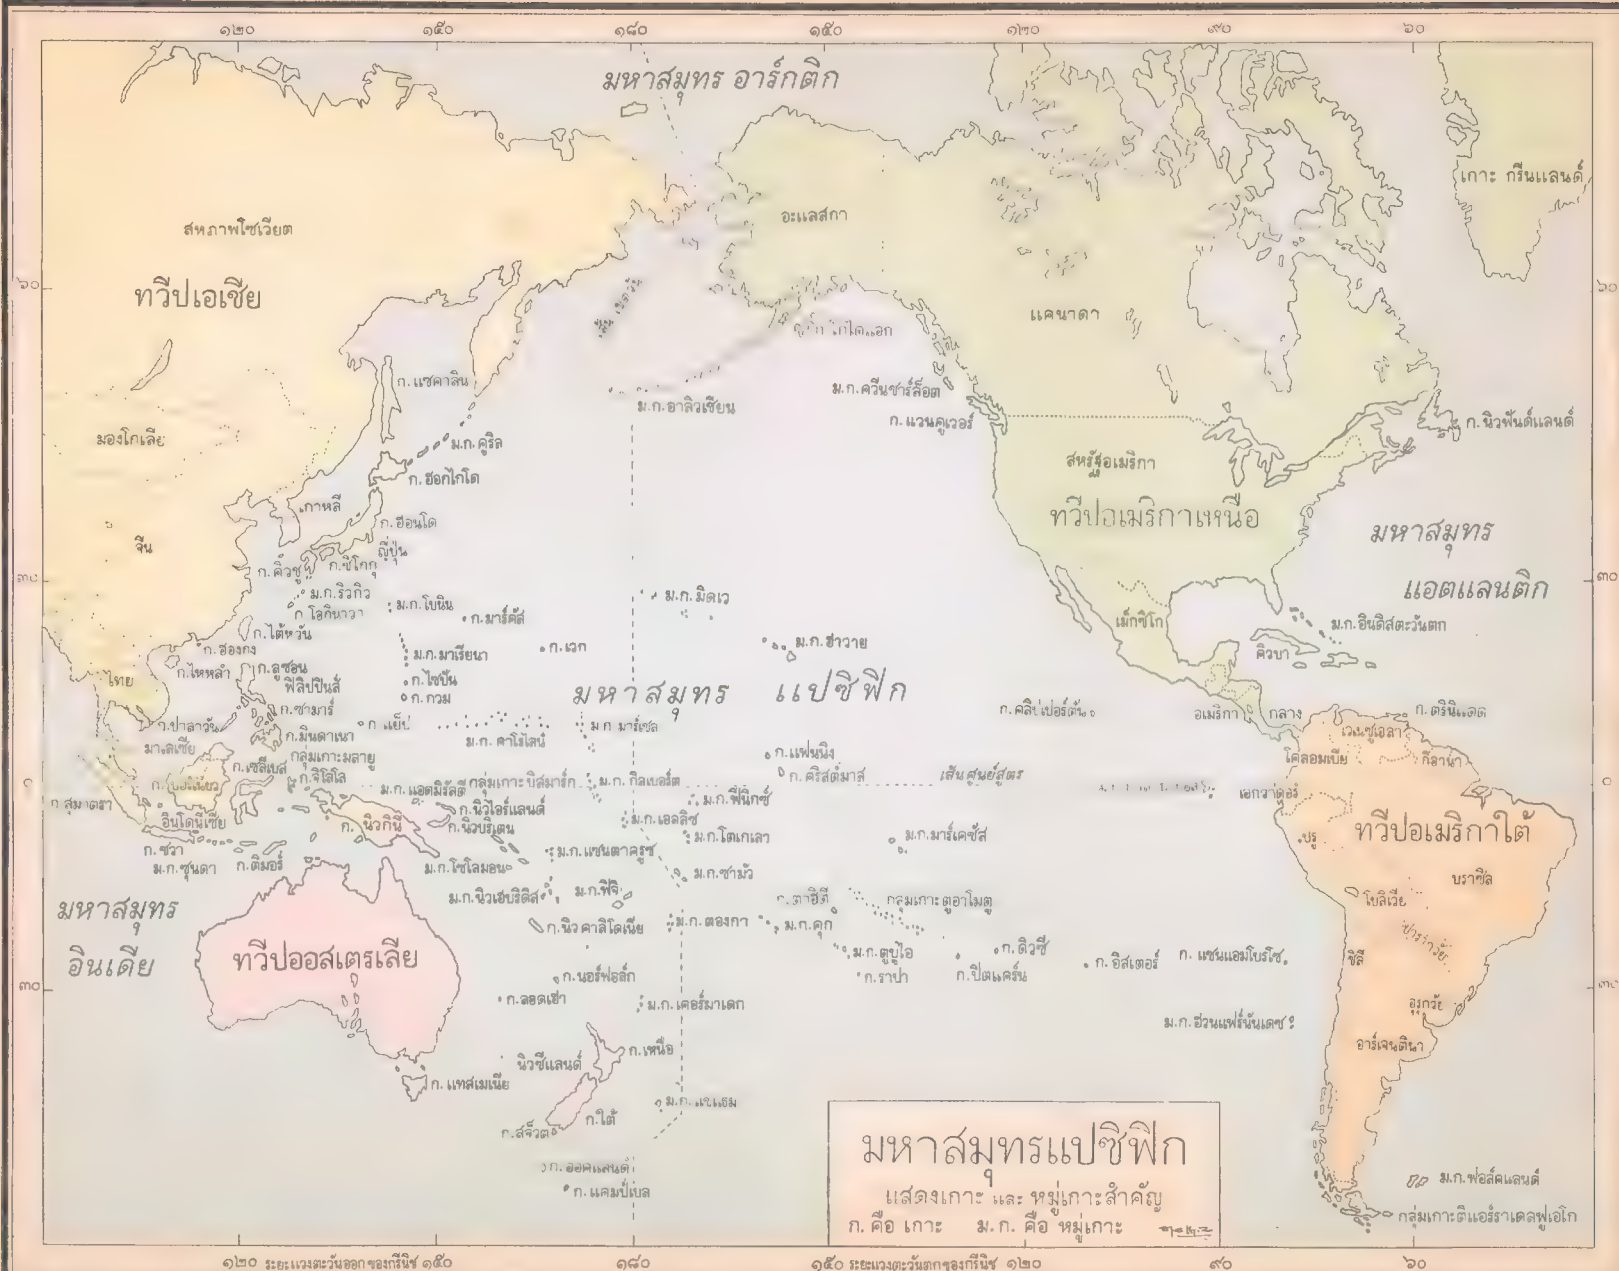 ๑๒๐ ๑๕๐ ๑๘๐ ๑๕๐ ๑๒๐ ๙๐ ๖๐
มหาสมุทร อาร์กติก
เกาะ กรีนแลนด์
อะแลสกา
สหภาพโซเวียต
ทวีปเอเชีย
๖๐ ๖๐
แคนาดา
ก. แซคาลิน
ม.ก.ควีนชาร์ล็อต
ม.ก.อาลิวเชียน
ก. แวนคูเวอร์
ก. นิวฟันด์แลนด์
มองโกเลีย
ม.ก.คูริล
สหรัฐอเมริกา
ก. ฮอกไกโด
ทวีปอเมริกาเหนือ
เกาหลี
ก. ฮอนโด
มหาสมุทร
แอตแลนติก
จีน
ญี่ปุ่น
ก.ชิโกกุ
ก. คิวชู
๓๐ ๓๐
ม.ก.ริวกิว
ก. โอกินาวา
ม.ก.โบนิน
ก.มาร์คัส
ม.ก.มิดเว
เม็กซิโก
ม.ก.อินดิสตะวันตก
ก.ไต้หวัน
ก.ฮ่องกง
ม.ก.มาเรียนา
ก.เวก
ม.ก.ฮาวาย
คิวบา
ไทย
ก.ไหหลำ
ก.ลูซอน
ฟิลิปปินส์
ก.ไซปัน
ก.กวม
มหาสมุทร แปซิฟิก
ก.ซามาร์
ก.คลิปเปอร์ตัน
อเมริกา กลาง
ก.ตรินิแดด
ก.ปาลาวัน
ก.มินดาเนา
ก แย็ป
ม.ก. คาโรไลน์
ม ก มาร์แชล
เวเนซูเอลา
มาเลเซีย
กลุ่มเกาะมลายู
ก.แฟนนิง
โคลอมเบีย
กีอานา
ก.เซลีเบส
ก.จิโลโล
ก. คริสต์มาส
เส้นศูนย์สูตร
๐ ๐
ก. สุมาตรา
ม.ก.แอดมิรัลตี
กลุ่มเกาะบิสมาร์ก
ม.ก. กิลเบอร์ต
ม.ก.ฟีนิกซ์
เอกวาดอร์
อินโดนีเซีย
ก. นิวกินี
ก.นิวไอร์แลนด์
ก.นิวบริเตน
ม.ก.เอลลิซ
ม.ก.โตเกเลา
ม.ก.มาร์เคซัส
ปรู
ทวีปอเมริกาใต้
ก.ชวา
ม.ก.ซุนดา
ก.ติมอร์
ม.ก.โซโลมอน
ม.ก.แซนตาครูซ
ม.ก.ซามัว
บราซิล
มหาสมุทร
อินเดีย
ม.ก.นิวเฮบริดิส
ม.ก.ฟิจิ
ก.ตาฮิติ
กลุ่มเกาะตูอาโมตู
โบลิเวีย
ทวีปออสเตรเลีย
ก.นิวคาลิโดเนีย
ม.ก.ตองกา
ม.ก.คุก
ม.ก.ตูบูไอ
ก.ดิวซี
ก. อิสเตอร์
ก. แซนแอมโบรโซ
ชิลี
ก.นอร์ฟอล์ก
ก.ราปา
ก.ปิตแคร์น
๓๐ ๓๐
ก.ลอดเฮา
ม.ก.เคอร์มาเดก
อุรุกวัย
ม.ก.ฮวนแฟร์นันเดซ
นิวซีแลนด์
ก.เหนือ
อาร์เจนตินา
ก. แทสเมเนีย
ก.ใต้
ก.สจ๊วต
ก. ออคแลนด์
ก.แคมป์เบล
มหาสมุทรแปซิฟิก
แสดงเกาะ และ หมู่เกาะสำคัญ
ก. คือ เกาะ ม.ก. คือ หมู่เกาะ
ม.ก.ฟอล์คแลนด์
กลุ่มเกาะติแอร์ราเดลฟูเอโก
๑๒๐ ระยะแวงตะวันออกของกรีนิช ๑๕๐ ๑๘๐ ๑๕๐ ระยะแวงตะวันตกของกรีนิช ๑๒๐ ๙๐ ๖๐